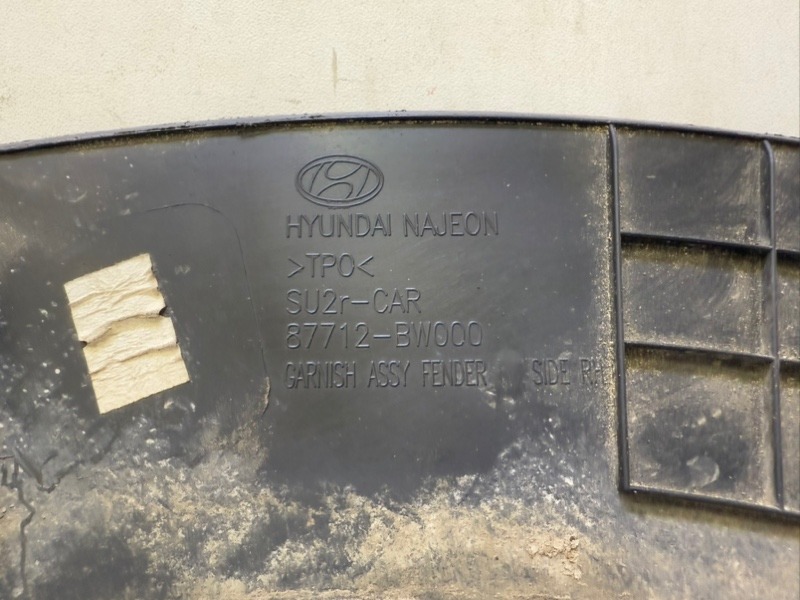 HYUNDAI NAJEON
>TPO<
SU2r-CAR
87712-BW000
GARNISH ASSY FENDER SIDE RH